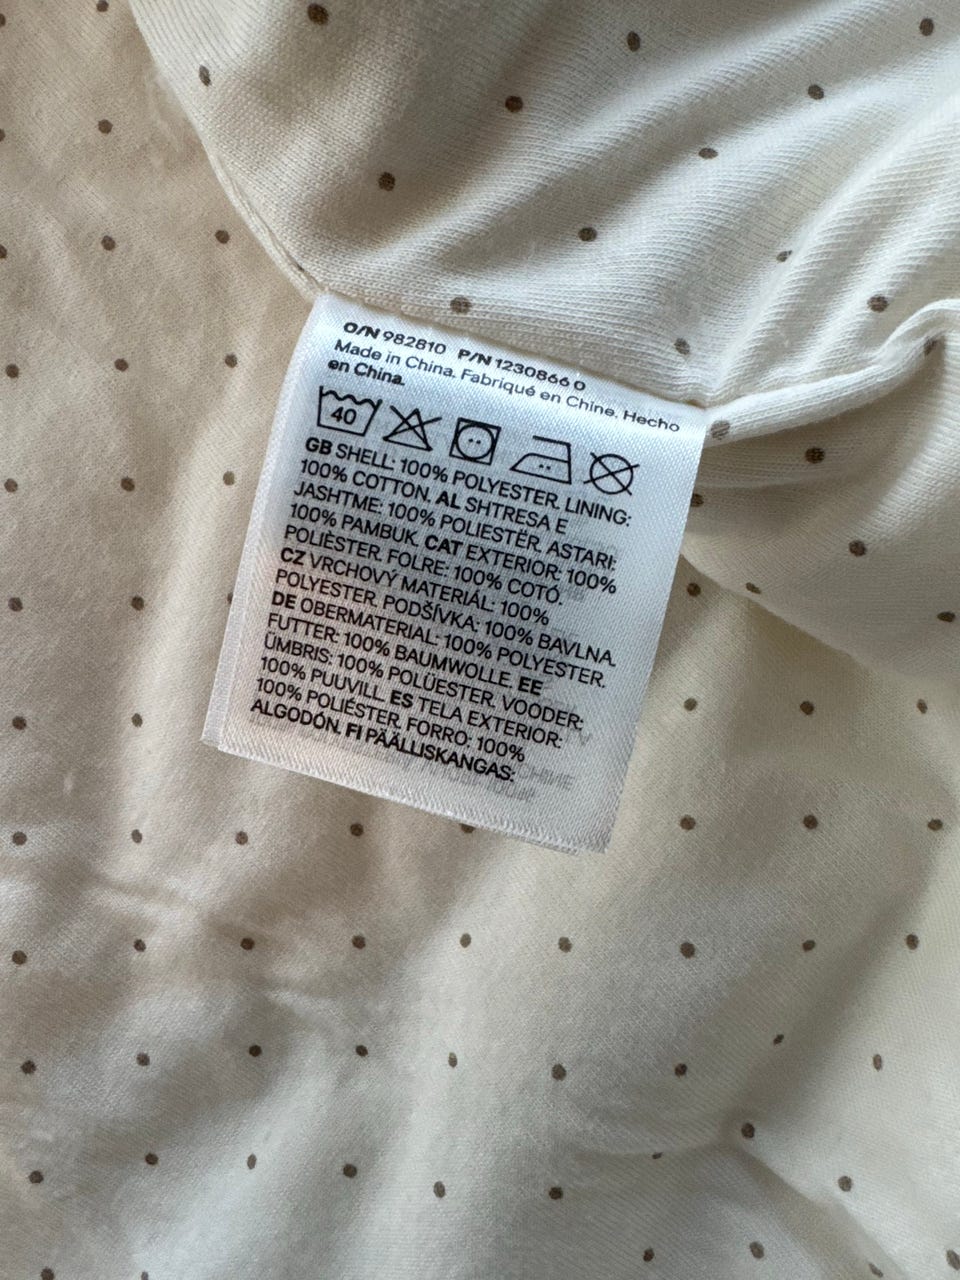 O/N 982810 P/N 1230866 0
Made in China. Fabriqué en Chine. Hecho
en China.
40
GB SHELL: 100% POLYESTER. LINING:
100% COTTON. AL SHTRESA E
JASHTME: 100% POLIESTËR. ASTARI:
100% PAMBUK. CAT EXTERIOR: 100%
POLIÈSTER. FOLRE: 100% COTÓ.
CZ VRCHOVÝ MATERIÁL: 100%
POLYESTER. PODŠÍVKA: 100% BAVLNA.
DE OBERMATERIAL: 100% POLYESTER.
FUTTER: 100% BAUMWOLLE. EE
ÜMBRIS: 100% POLÜESTER. VOODER:
100% PUUVILL. ES TELA EXTERIOR:
100% POLIÉSTER. FORRO: 100%
ALGODÓN. FI PÄÄLLISKANGAS: